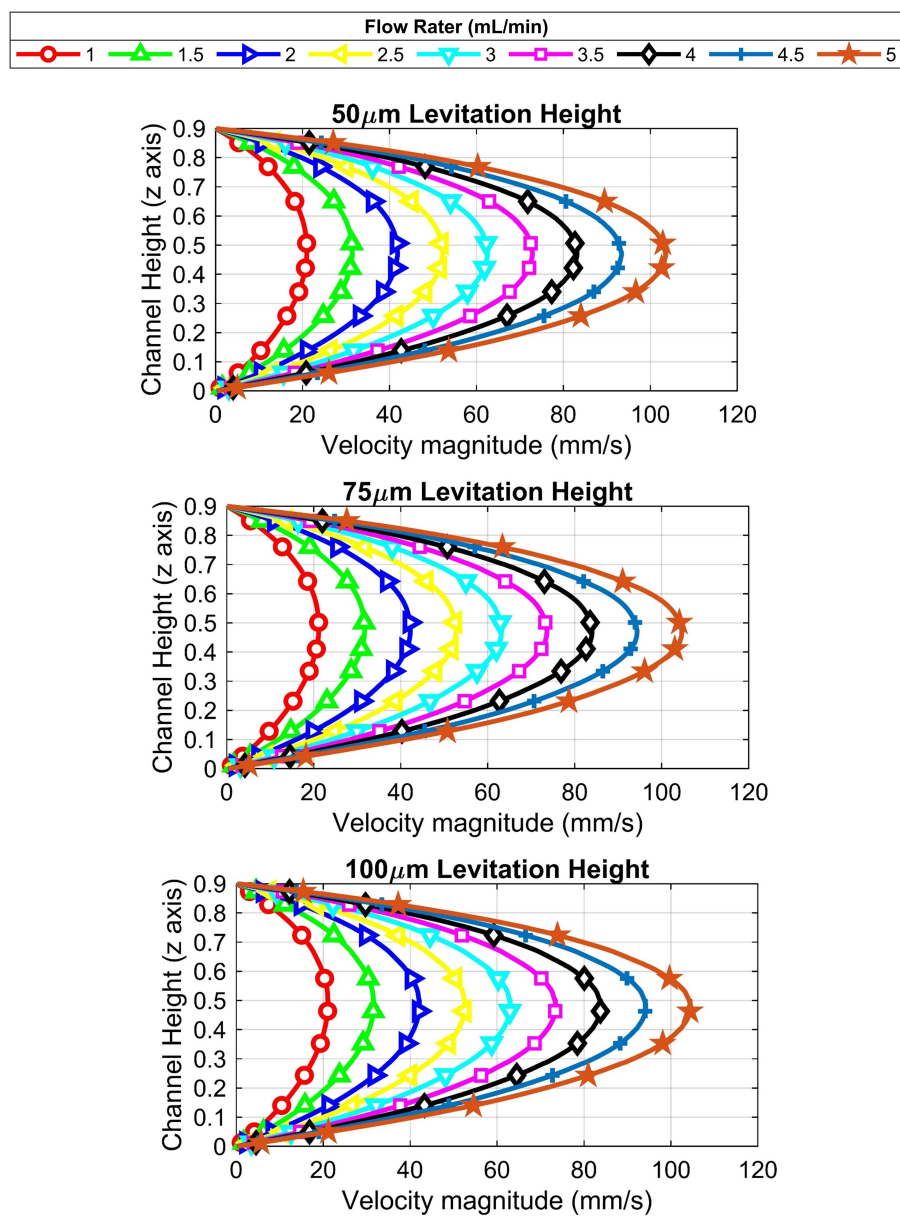 Flow Rater (mL/min)
1 1.5 2 2.5 3 3.5 4 4.5 5
50μm Levitation Height
Channel Height (z axis)
0.9
0.8
0.7
0.6
0.5
0.4
0.3
0.2
0.1
0
0 20 40 60 80 100 120
Velocity magnitude (mm/s)
75μm Levitation Height
Channel Height (z axis)
0.9
0.8
0.7
0.6
0.5
0.4
0.3
0.2
0.1
0
0 20 40 60 80 100 120
Velocity magnitude (mm/s)
100μm Levitation Height
Channel Height (z axis)
0.9
0.8
0.7
0.6
0.5
0.4
0.3
0.2
0.1
0
0 20 40 60 80 100 120
Velocity magnitude (mm/s)